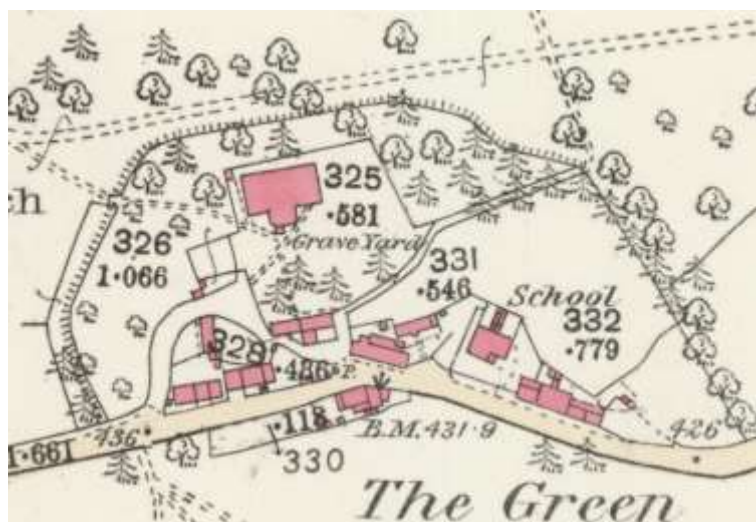 325
·581
Grave Yard
ch
326
1·066
331
·546
School
332
·779
328
·436
P.
436
·118
B.M.431·9
426
1·661
330
The Green